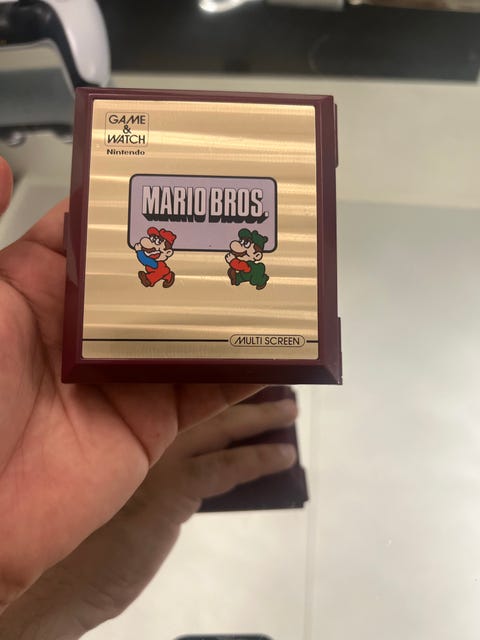 GAME
&
WATCH
Nintendo
MARIO BROS.
MULTI SCREEN